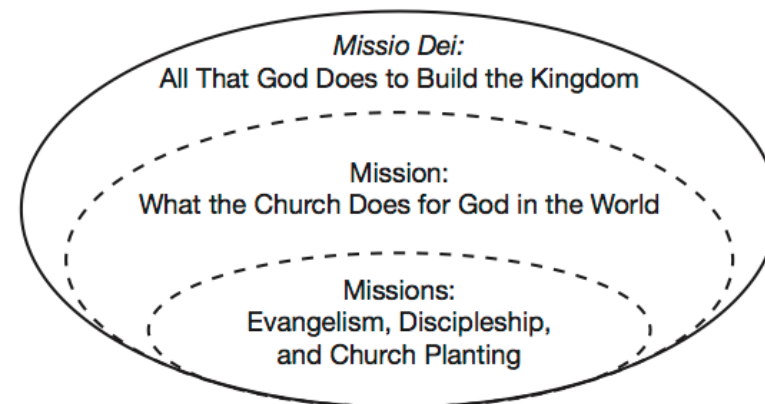 Missio Dei:
All That God Does to Build the Kingdom
Mission:
What the Church Does for God in the World
Missions:
Evangelism, Discipleship,
and Church Planting